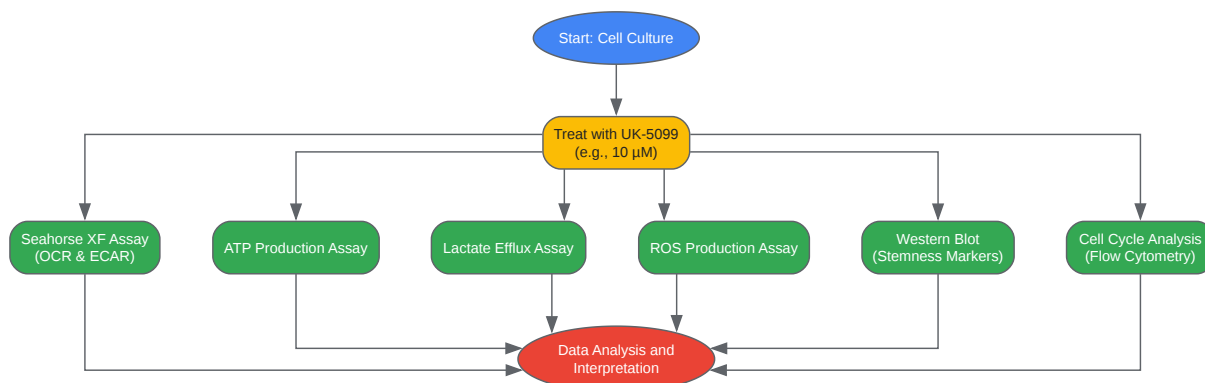 Start: Cell Culture
Treat with UK-5099
(e.g., 10 µM)
Seahorse XF Assay
(OCR & ECAR)
ATP Production Assay
Lactate Efflux Assay
ROS Production Assay
Western Blot
(Stemness Markers)
Cell Cycle Analysis
(Flow Cytometry)
Data Analysis and
Interpretation